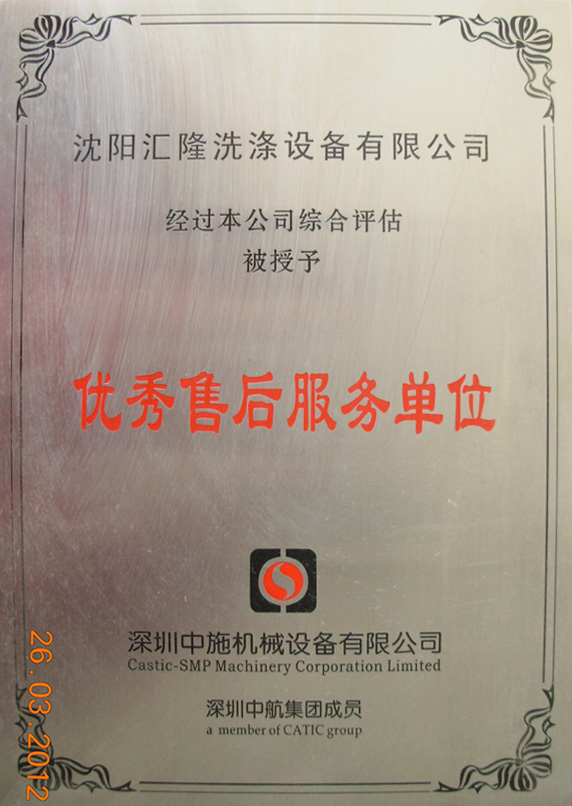 沈阳汇隆洗涤设备有限公司
经过本公司综合评估
被授予
优秀售后服务单位
深圳中施机械设备有限公司
Castic-SMP Machinery Corporation Limited
深圳中航集团成员
a member of CATIC group
26.03.2012